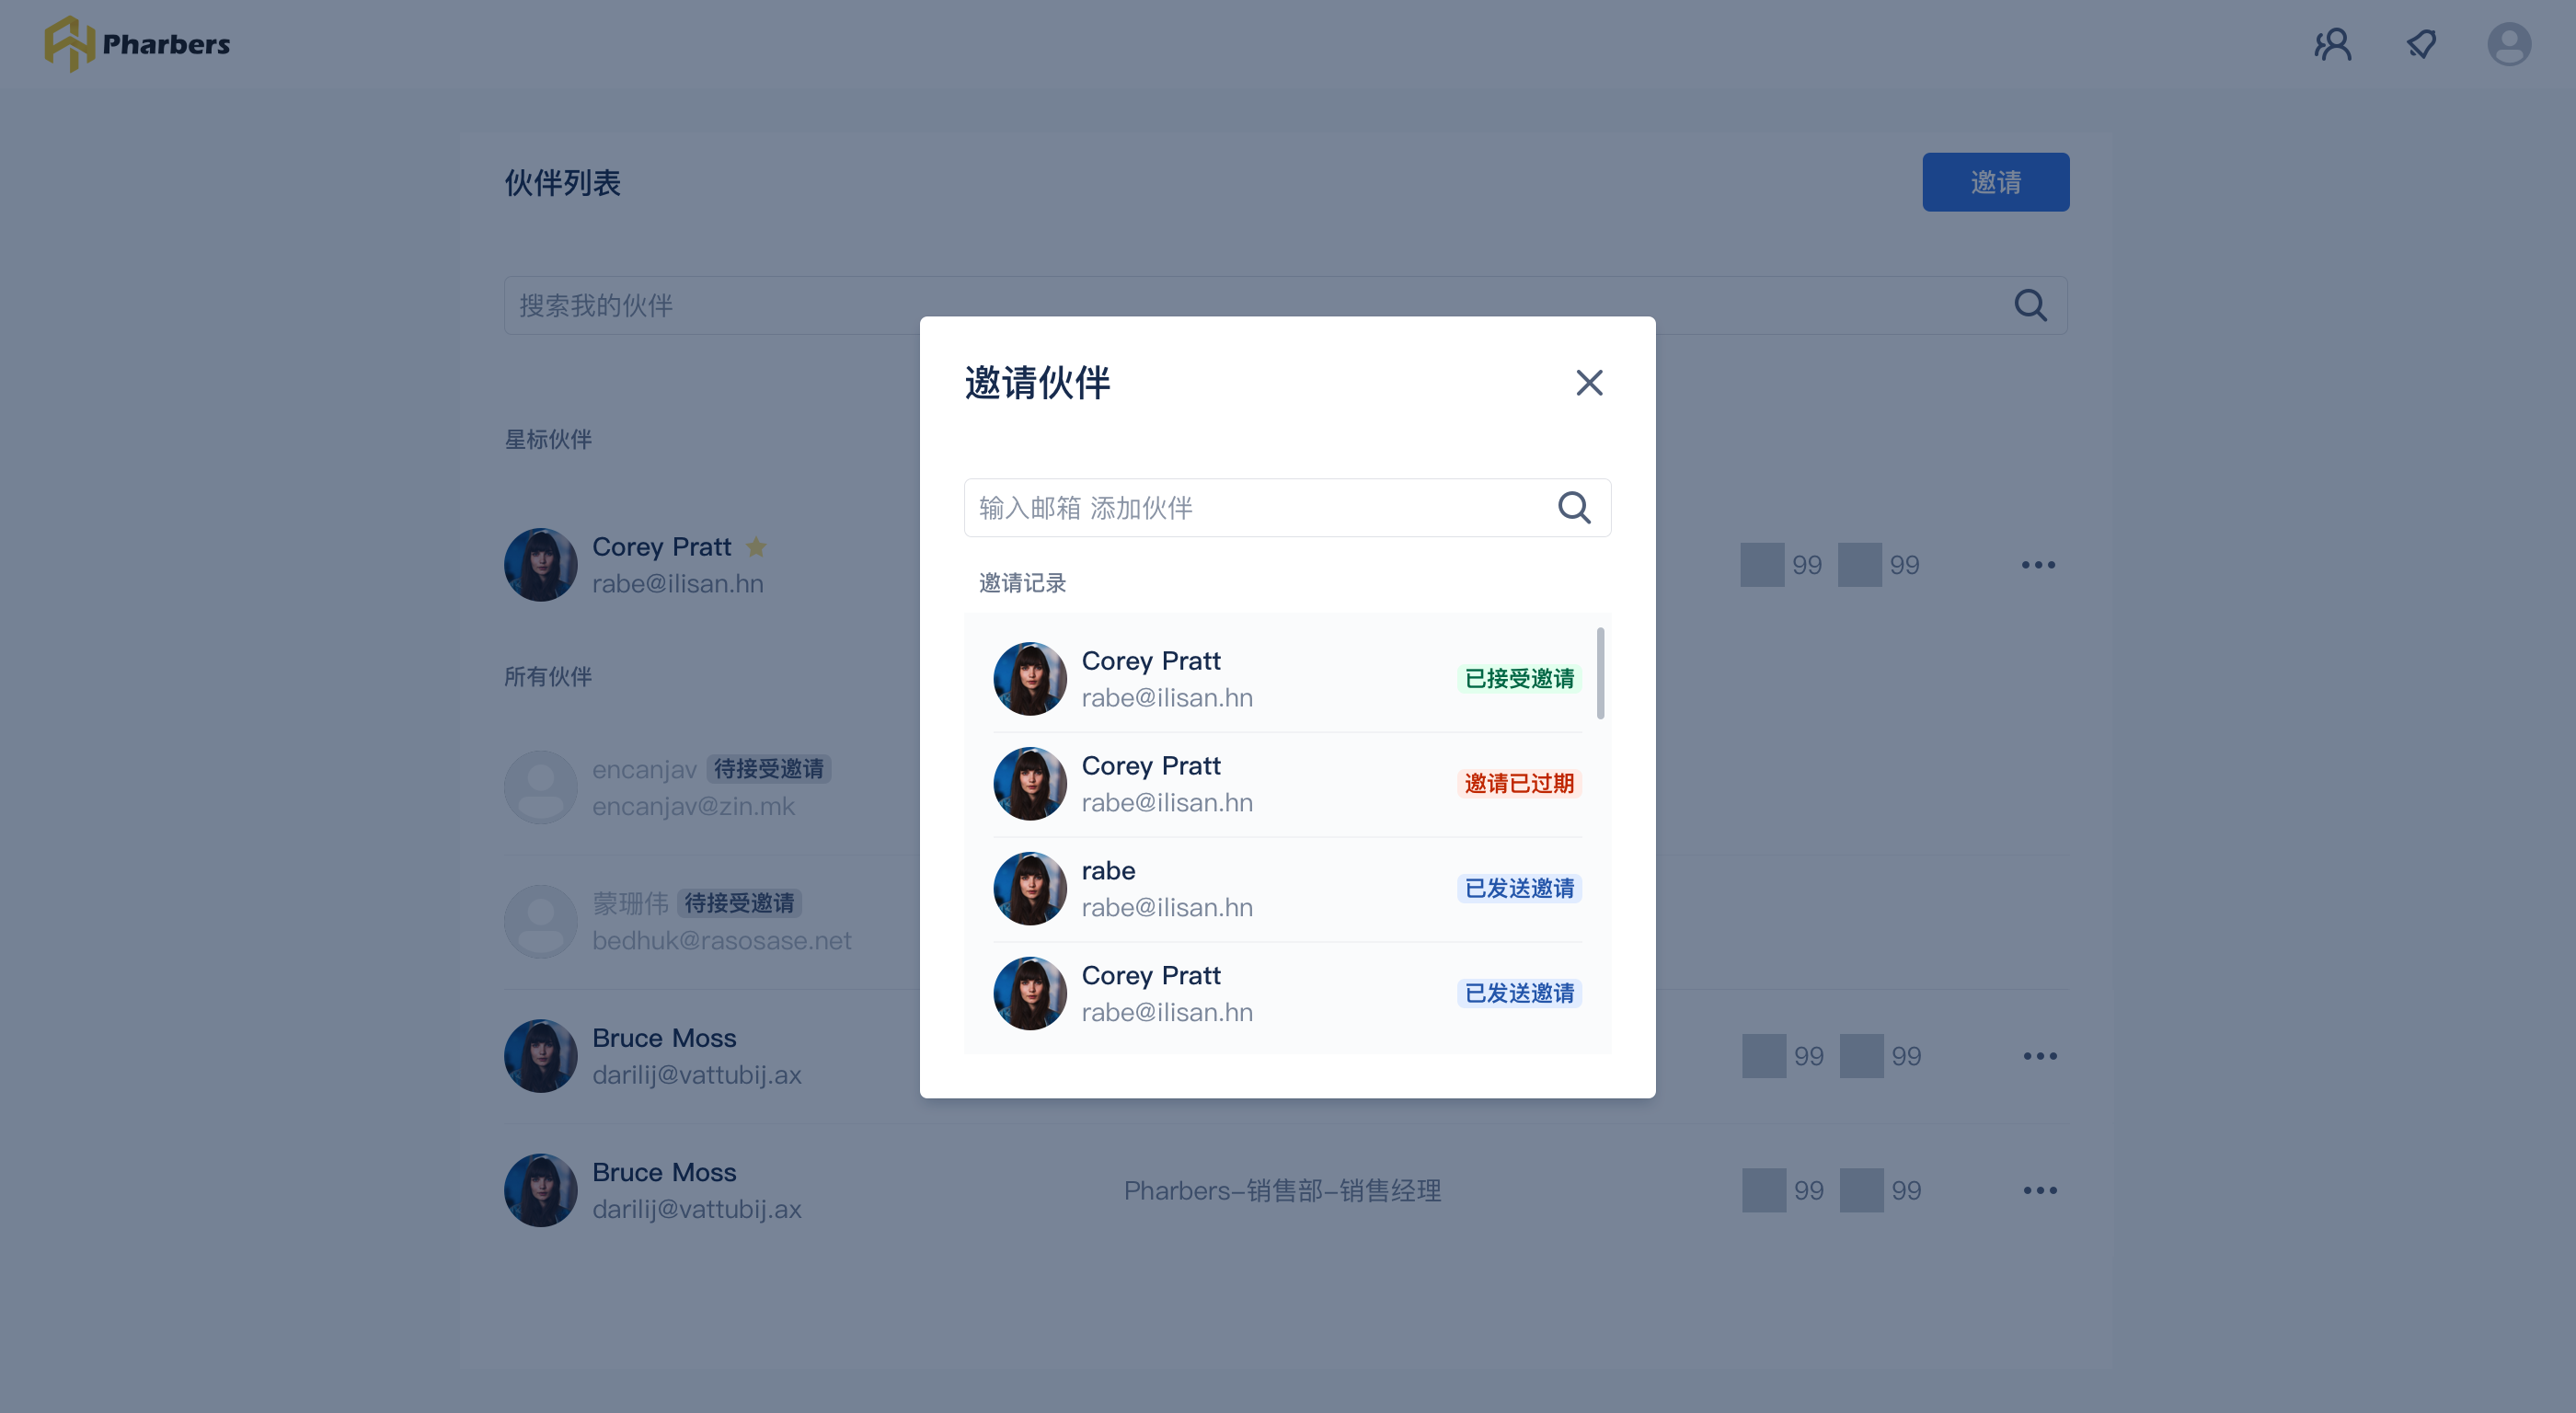 Pharbers
伙伴列表
邀请
搜索我的伙伴
星标伙伴
Corey Pratt
rabe@ilisan.hn
99 99
所有伙伴
encanjav 待接受邀请
encanjav@zin.mk
蒙珊伟 待接受邀请
bedhuk@rasosase.net
Bruce Moss
darilij@vattubij.ax
99 99
Bruce Moss
darilij@vattubij.ax
Pharbers-销售部-销售经理
99 99
邀请伙伴
输入邮箱 添加伙伴
邀请记录
Corey Pratt
rabe@ilisan.hn
已接受邀请
Corey Pratt
rabe@ilisan.hn
邀请已过期
rabe
rabe@ilisan.hn
已发送邀请
Corey Pratt
rabe@ilisan.hn
已发送邀请